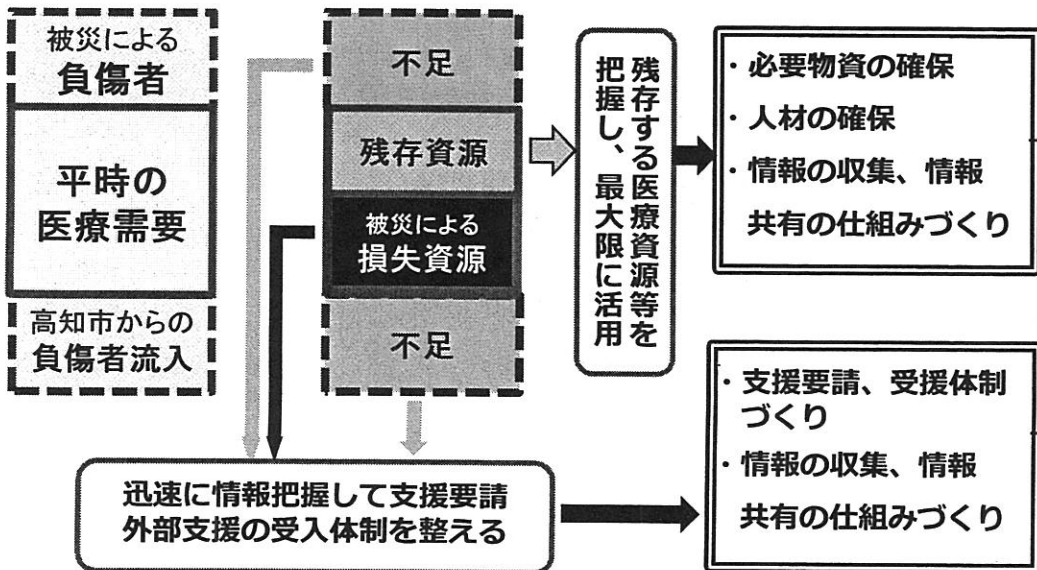 被災による
負傷者
平時の
医療需要
高知市からの
負傷者流入
不足
残存資源
被災による
損失資源
不足
残存する医療資源等を
把握し、最大限に活用
・必要物資の確保
・人材の確保
・情報の収集、情報
共有の仕組みづくり
迅速に情報把握して支援要請
外部支援の受入体制を整える
・支援要請、受援体制
づくり
・情報の収集、情報
共有の仕組みづくり